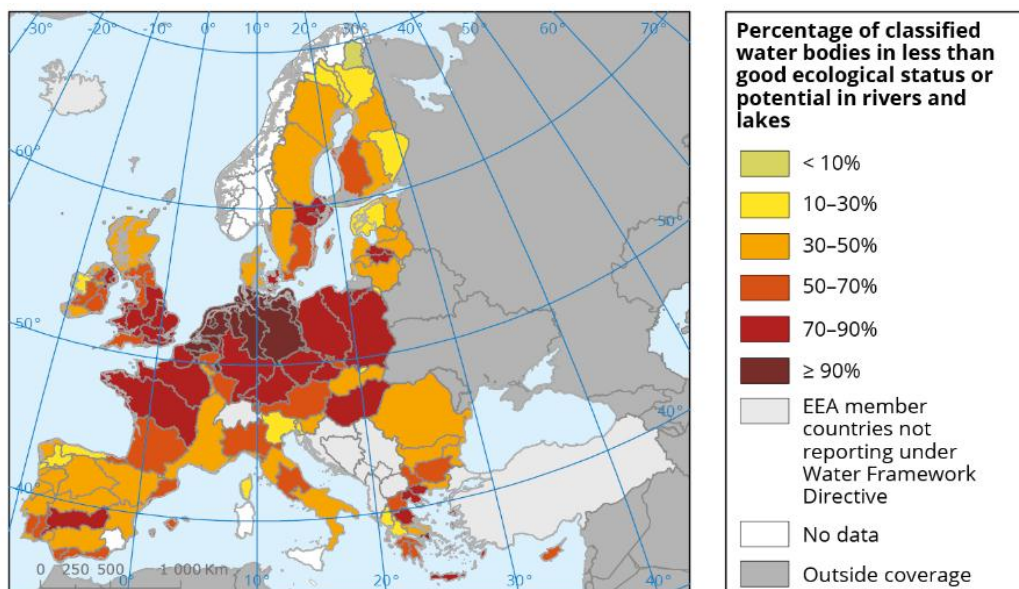 -30° -20° -10° 0° 10° 20° 30° 40° 50° 60° 70°
60°
50°
50°
40°
40°
0 250 500 1 000 Km
0° 10° 20° 30° 40°
Percentage of classified
water bodies in less than
good ecological status or
potential in rivers and
lakes
< 10%
10–30%
30–50%
50–70%
70–90%
≥ 90%
EEA member
countries not
reporting under
Water Framework
Directive
No data
Outside coverage